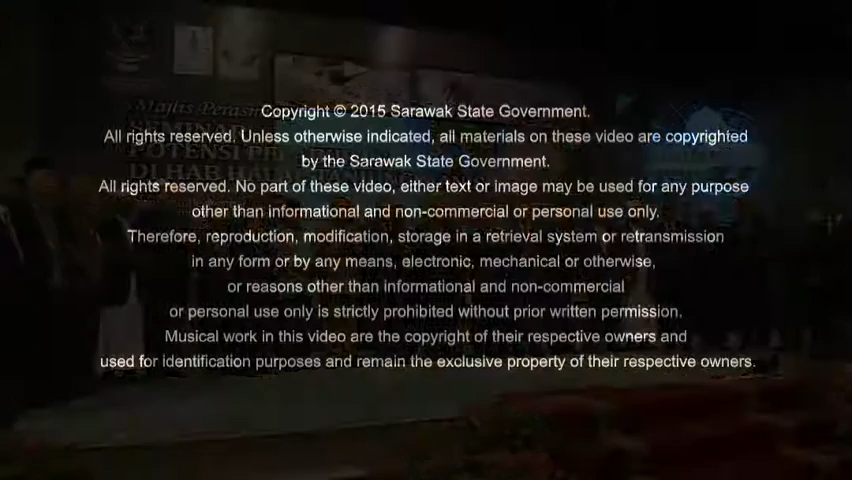 Copyright © 2015 Sarawak State Government.
All rights reserved. Unless otherwise indicated, all materials on these video are copyrighted
by the Sarawak State Government.
All rights reserved. No part of these video, either text or image may be used for any purpose
other than informational and non-commercial or personal use only.
Therefore, reproduction, modification, storage in a retrieval system or retransmission
in any form or by any means, electronic, mechanical or otherwise,
or reasons other than informational and non-commercial
or personal use only is strictly prohibited without prior written permission.
Musical work in this video are the copyright of their respective owners and
used for identification purposes and remain the exclusive property of their respective owners.
Majlis
POTENSI
DI HAB HALAL